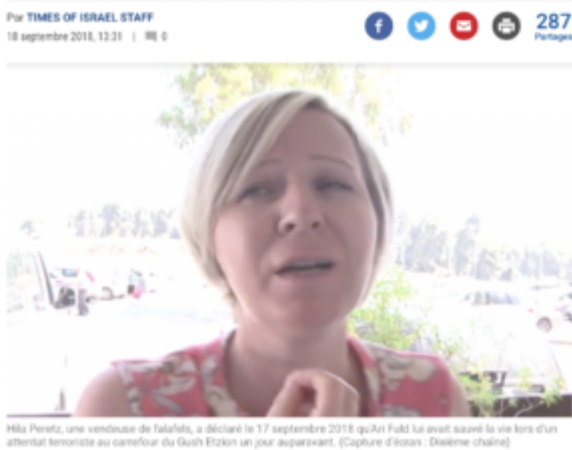 Par TIMES OF ISRAEL STAFF
18 septembre 2018, 13:31 | 0
287
Partages
Hila Peretz, une vendeuse de falafels, a déclaré le 17 septembre 2018 qu'Ari Fuld lui avait sauvé la vie lors d'un
attentat terroriste au carrefour du Gush Etzion un jour auparavant. (Capture d'écran : Dixième chaîne)